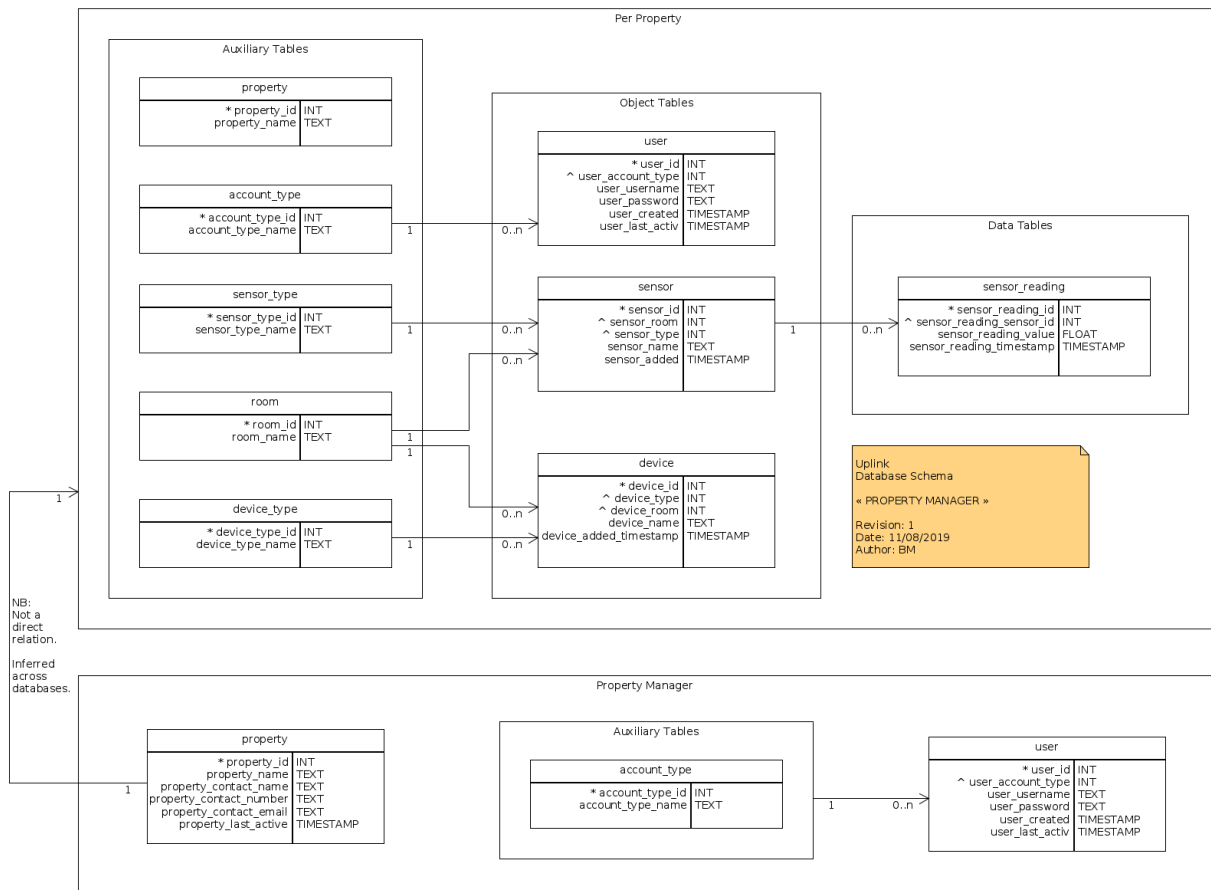 Per Property
Auxiliary Tables
property
* property_id INT
property_name TEXT
account_type
* account_type_id INT
account_type_name TEXT
1
0..n
sensor_type
* sensor_type_id INT
sensor_type_name TEXT
1
0..n
room
* room_id INT
room_name TEXT
1
1
0..n
0..n
device_type
* device_type_id INT
device_type_name TEXT
1
0..n
Object Tables
user
* user_id INT
^ user_account_type INT
user_username TEXT
user_password TEXT
user_created TIMESTAMP
user_last_activ TIMESTAMP
sensor
* sensor_id INT
^ sensor_room INT
^ sensor_type INT
sensor_name TEXT
sensor_added TIMESTAMP
1
0..n
device
* device_id INT
^ device_type INT
^ device_room INT
device_name TEXT
device_added_timestamp TIMESTAMP
Data Tables
sensor_reading
* sensor_reading_id INT
^ sensor_reading_sensor_id INT
sensor_reading_value FLOAT
sensor_reading_timestamp TIMESTAMP
Uplink
Database Schema
« PROPERTY MANAGER »
Revision: 1
Date: 11/08/2019
Author: BM
1
NB:
Not a
direct
relation.
Inferred
across
databases.
Property Manager
property
* property_id INT
property_name TEXT
property_contact_name TEXT
property_contact_number TEXT
property_contact_email TEXT
property_last_active TIMESTAMP
1
Auxiliary Tables
account_type
* account_type_id INT
account_type_name TEXT
1
0..n
user
* user_id INT
^ user_account_type INT
user_username TEXT
user_password TEXT
user_created TIMESTAMP
user_last_activ TIMESTAMP